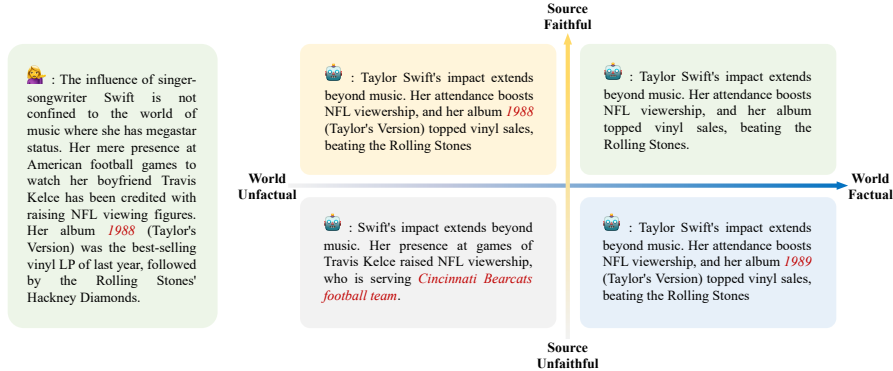 Source
Faithful
: The influence of singer-
songwriter Swift is not
confined to the world of
music where she has megastar
status. Her mere presence at
American football games to
watch her boyfriend Travis
Kelce has been credited with
raising NFL viewing figures.
Her album 1988 (Taylor's
Version) was the best-selling
vinyl LP of last year, followed
by the Rolling Stones'
Hackney Diamonds.
: Taylor Swift's impact extends
beyond music. Her attendance boosts
NFL viewership, and her album 1988
(Taylor's Version) topped vinyl sales,
beating the Rolling Stones
: Taylor Swift's impact extends
beyond music. Her attendance boosts
NFL viewership, and her album
topped vinyl sales, beating the
Rolling Stones.
World
Unfactual
World
Factual
: Swift's impact extends beyond
music. Her presence at games of
Travis Kelce raised NFL viewership,
who is serving Cincinnati Bearcats
football team.
: Taylor Swift's impact extends
beyond music. Her attendance boosts
NFL viewership, and her album 1989
(Taylor's Version) topped vinyl sales,
beating the Rolling Stones
Source
Unfaithful